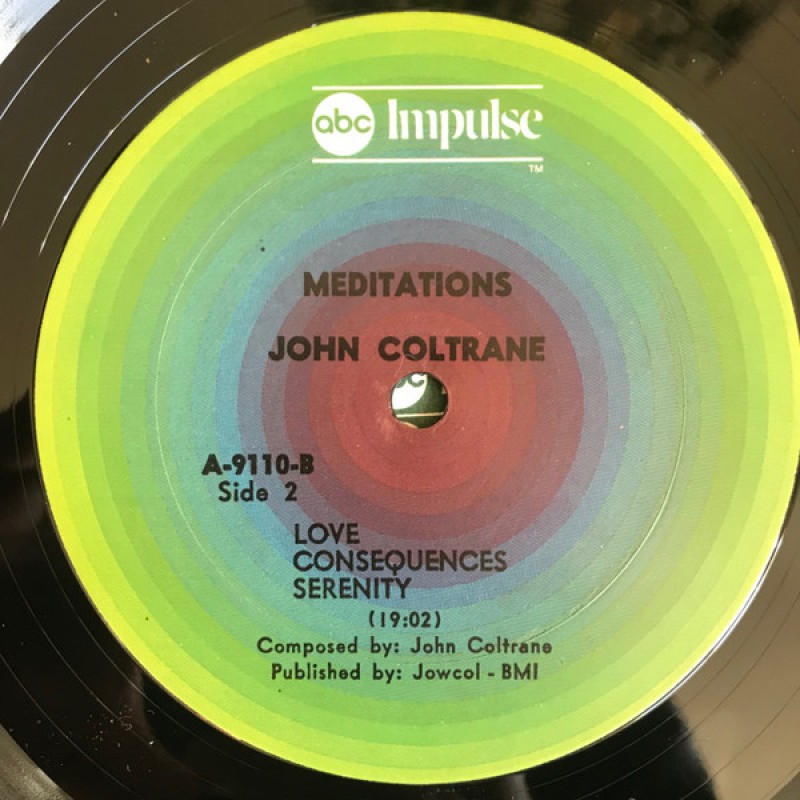 abc Impulse
TM
MEDITATIONS
JOHN COLTRANE
A-9110-B
Side 2
LOVE
CONSEQUENCES
SERENITY
(19:02)
Composed by: John Coltrane
Published by: Jowcol - BMI